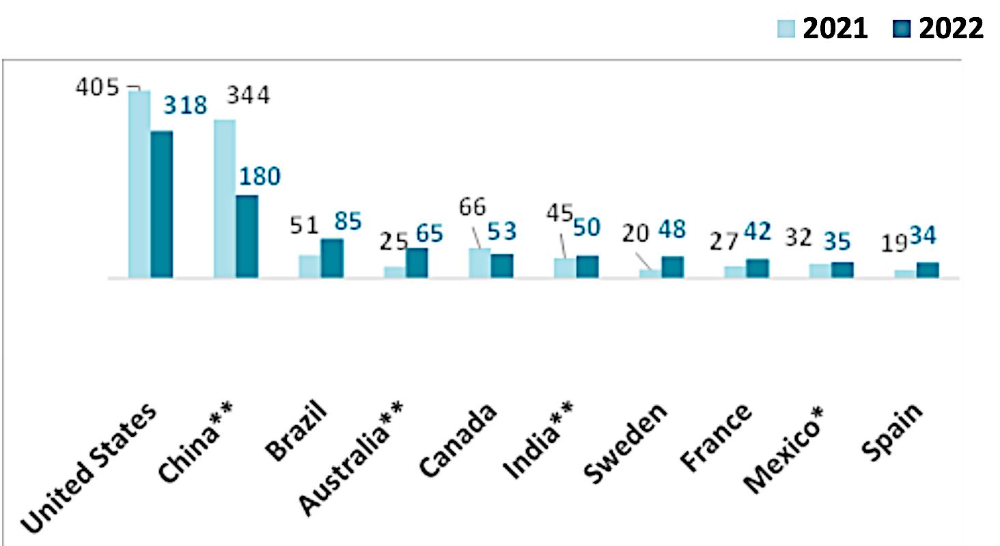 2021 2022
405 318 344
180
51 85
25 65
66 53
45 50
20 48
27 42
32 35
19 34
United States
China**
Brazil
Australia**
Canada
India**
Sweden
France
Mexico*
Spain